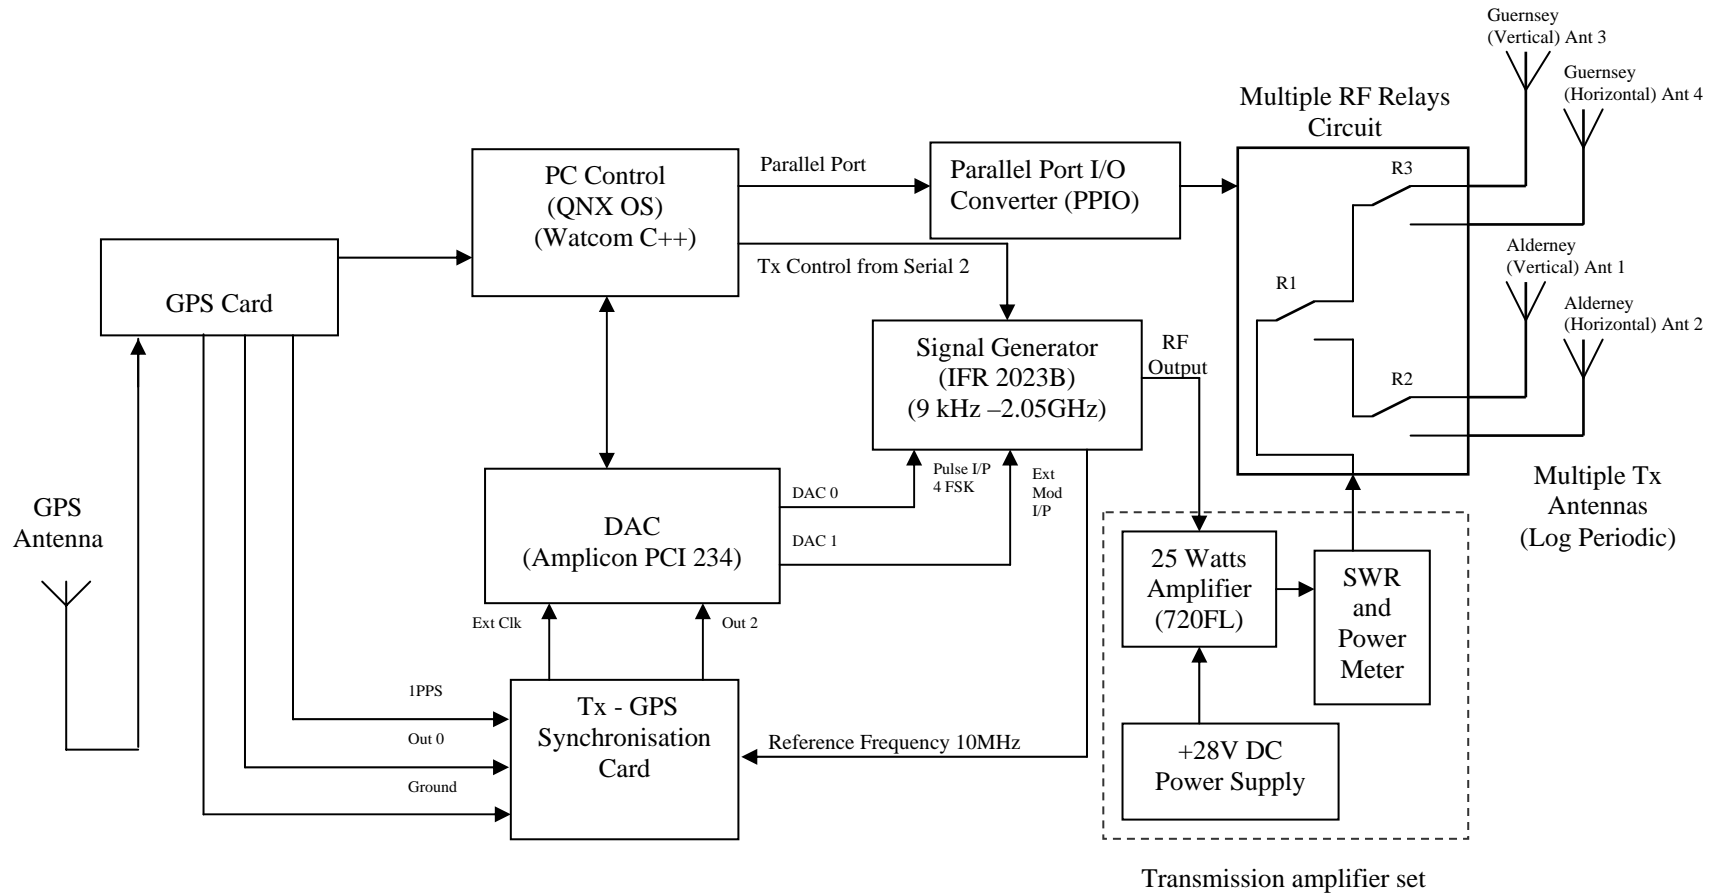 Guernsey
(Vertical) Ant 3
Guernsey
(Horizontal) Ant 4
Multiple RF Relays
Circuit
PC Control
(QNX OS)
(Watcom C++)
Parallel Port
Parallel Port I/O
Converter (PPIO)
R3
Tx Control from Serial 2
Alderney
(Vertical) Ant 1
Alderney
(Horizontal) Ant 2
R1
R2
GPS Card
Signal Generator
(IFR 2023B)
(9 kHz –2.05GHz)
RF
Output
GPS
Antenna
DAC
(Amplicon PCI 234)
DAC 0
DAC 1
Pulse I/P
4 FSK
Ext
Mod
I/P
Multiple Tx
Antennas
(Log Periodic)
25 Watts
Amplifier
(720FL)
SWR
and
Power
Meter
Ext Clk
Out 2
1PPS
Out 0
Ground
Tx - GPS
Synchronisation
Card
Reference Frequency 10MHz
+28V DC
Power Supply
Transmission amplifier set